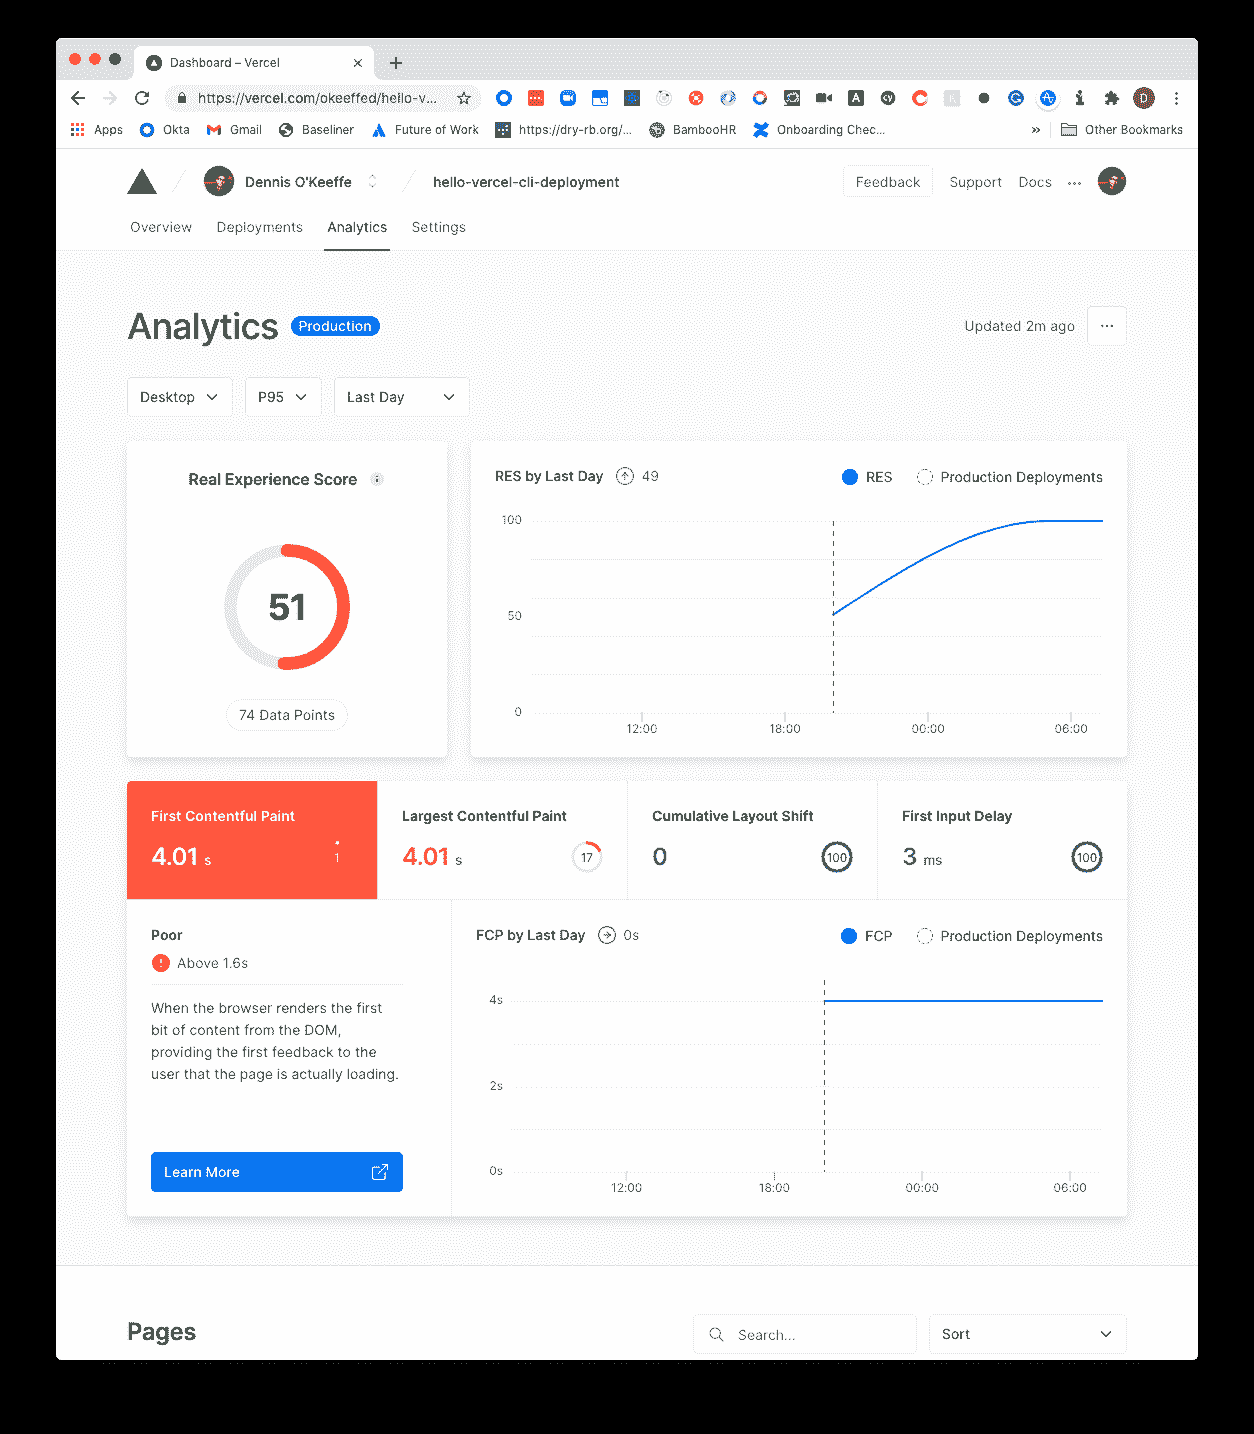 Dashboard – Vercel
https://vercel.com/okeeffed/hello-v...
Apps Okta Gmail Baseliner Future of Work https://dry-rb.org/... BambooHR Onboarding Chec... » Other Bookmarks
Dennis O'Keeffe hello-vercel-cli-deployment Feedback Support Docs ...
Overview Deployments Analytics Settings
Analytics Production Updated 2m ago ...
Desktop P95 Last Day
Real Experience Score
51
74 Data Points
RES by Last Day 49 RES Production Deployments
100
50
0
12:00 18:00 00:00 06:00
First Contentful Paint
4.01 s 1
Largest Contentful Paint
4.01 s 17
Cumulative Layout Shift
0 100
First Input Delay
3 ms 100
Poor
Above 1.6s
When the browser renders the first
bit of content from the DOM,
providing the first feedback to the
user that the page is actually loading.
Learn More
FCP by Last Day 0s FCP Production Deployments
4s
2s
0s
12:00 18:00 00:00 06:00
Pages Search... Sort